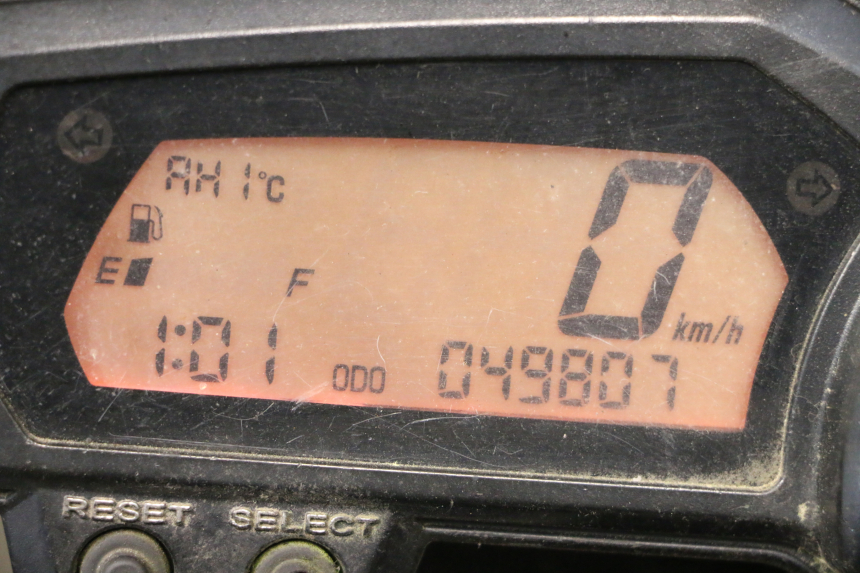 AH 1°C
0
km/h
E F
1:01
ODO 049807
RESET SELECT